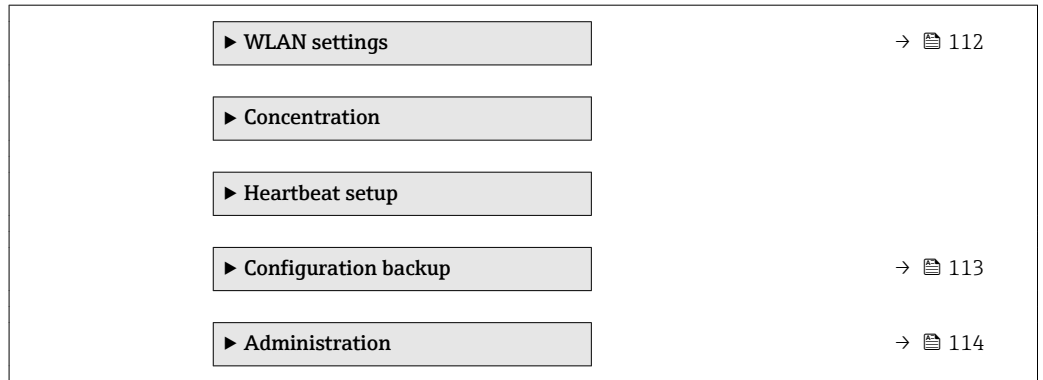 ▶ WLAN settings → 112
▶ Concentration
▶ Heartbeat setup
▶ Configuration backup → 113
▶ Administration → 114